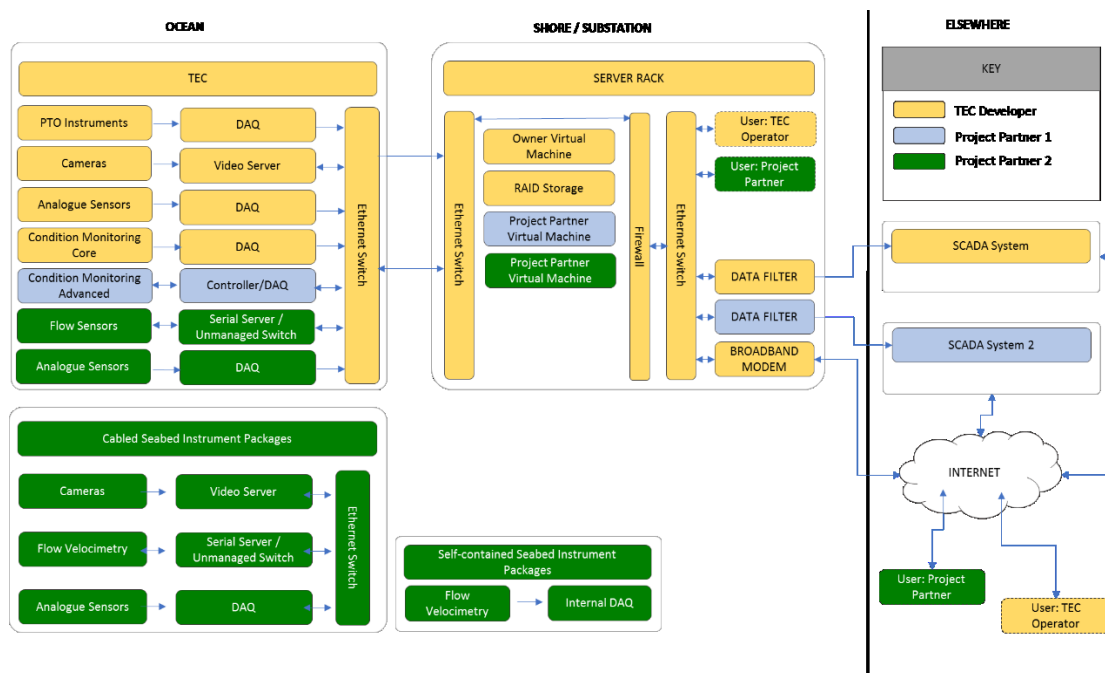 OCEAN
SHORE / SUBSTATION
ELSEWHERE
TEC
PTO Instruments
DAQ
Cameras
Video Server
Analogue Sensors
DAQ
Condition Monitoring
Core
DAQ
Condition Monitoring
Advanced
Controller/DAQ
Flow Sensors
Serial Server /
Unmanaged Switch
Analogue Sensors
DAQ
Ethernet Switch
SERVER RACK
Ethernet Switch
Owner Virtual
Machine
RAID Storage
Project Partner
Virtual Machine
Project Partner
Virtual Machine
Firewall
Ethernet Switch
User: TEC
Operator
User: Project
Partner
DATA FILTER
DATA FILTER
BROADBAND
MODEM
KEY
TEC Developer
Project Partner 1
Project Partner 2
SCADA System
SCADA System 2
INTERNET
User: Project
Partner
User: TEC
Operator
Cabled Seabed Instrument Packages
Cameras
Video Server
Flow Velocimetry
Serial Server /
Unmanaged Switch
Analogue Sensors
DAQ
Ethernet Switch
Self-contained Seabed Instrument
Packages
Flow
Velocimetry
Internal DAQ